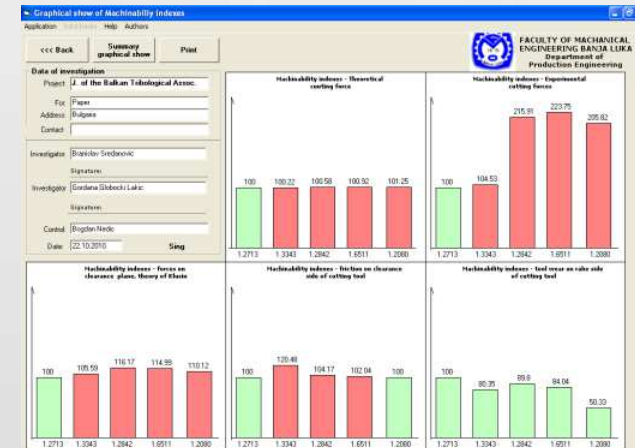 Graphical show of Machinability indexes
Application Help Authors
<<< Back
Summary graphical show
Print
FACULTY OF MACHANICAL
ENGINEERING BANJA LUKA
Department of
Production Engineering
Data of investigation
Project: J. of the Balkan Tribological Assoc.
For: Paper
Address: Bulgaria
Contact:
Investigator: Branislav Sredanovic
Signature:
Investigator: Gordana Globocki Lakic
Signature:
Control: Bogdan Nedic
Date: 22.10.2010 Sing
Machinability indexes - Theoretical
cutting force
100 100.22 100.58 100.92 101.25
1.2713 1.3343 1.2842 1.6511 1.2080
Machinability indexes - Experimental
cutting forces
100 104.53 215.91 223.75 205.82
1.2713 1.3343 1.2842 1.6511 1.2080
Machinability indexes - forces on
clearance plane, theory of Klusin
100 105.59 116.17 114.99 110.12
1.2713 1.3343 1.2842 1.6511 1.2080
Machinability indexes - friction on clearance
side of cutting tool
100 120.48 104.17 102.04 100
1.2713 1.3343 1.2842 1.6511 1.2080
Machinability indexes - tool wear on rake side
of cutting tool
100 80.35 89.8 84.04 50.33
1.2713 1.3343 1.2842 1.6511 1.2080